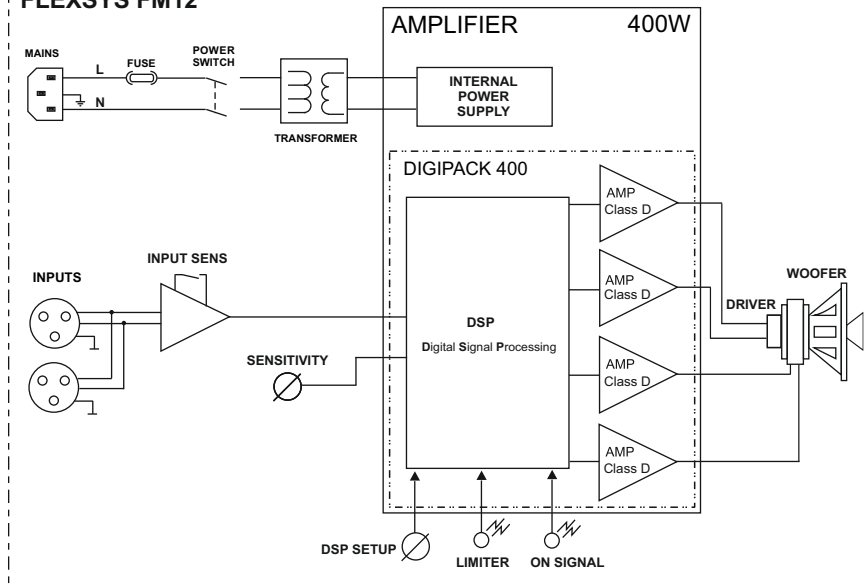 FLEXSYS FM12
AMPLIFIER 400W
MAINS
L
FUSE
POWER
SWITCH
N
TRANSFORMER
INTERNAL
POWER
SUPPLY
DIGIPACK 400
AMP
Class D
INPUT SENS
INPUTS
AMP
Class D
WOOFER
DRIVER
DSP
Digital Signal Processing
SENSITIVITY
AMP
Class D
AMP
Class D
DSP SETUP
LIMITER
ON SIGNAL